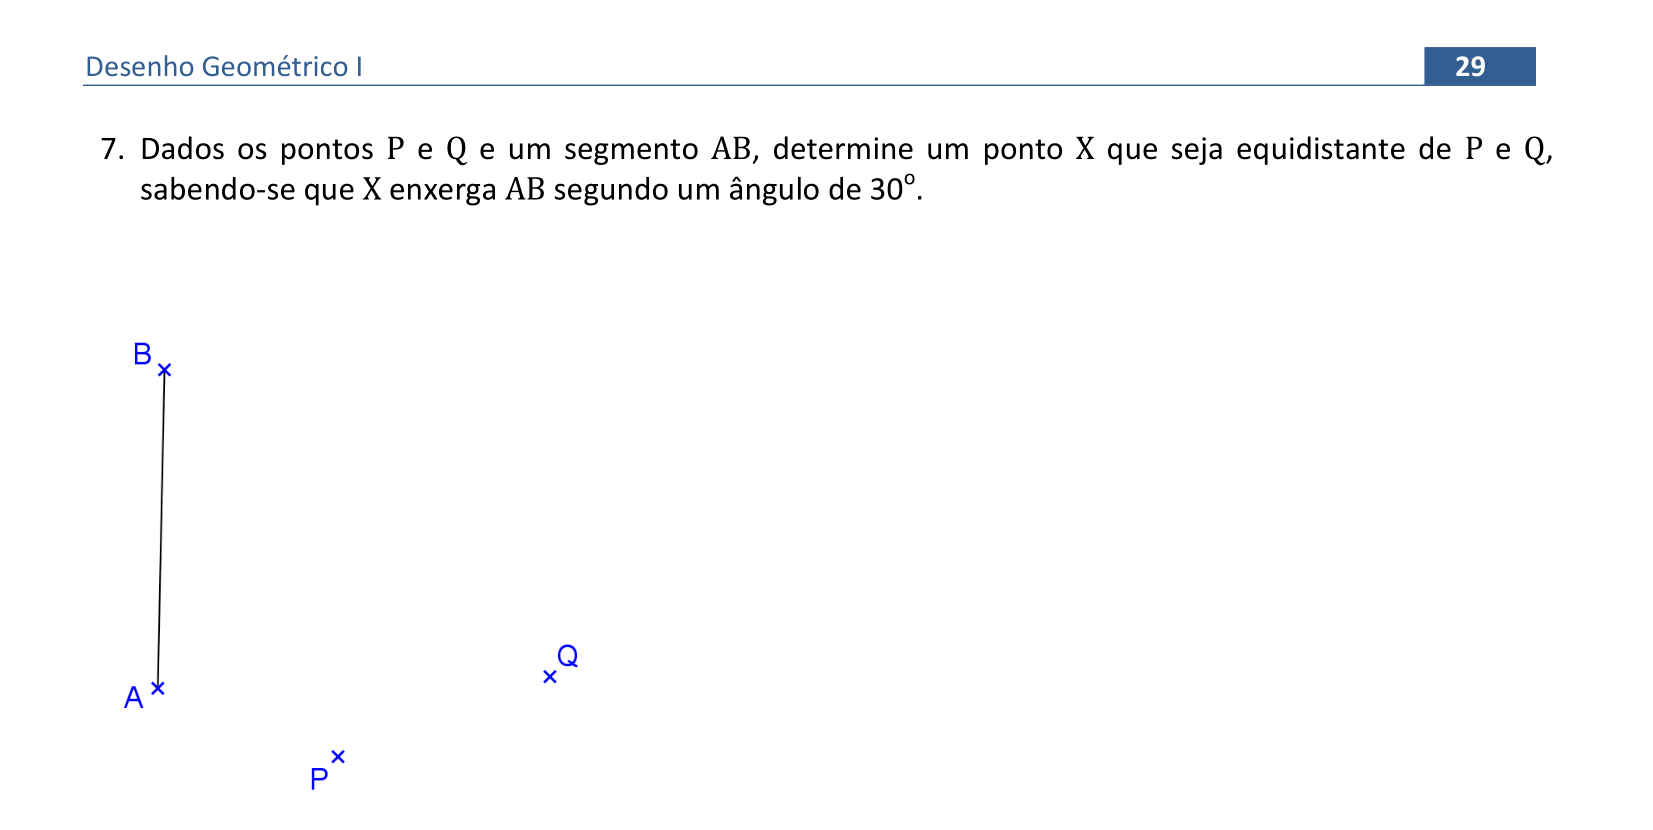 Desenho Geométrico I 29
7. Dados os pontos P e Q e um segmento AB, determine um ponto X que seja equidistante de P e Q,
sabendo-se que X enxerga AB segundo um ângulo de 30º.
B
Q
A
P